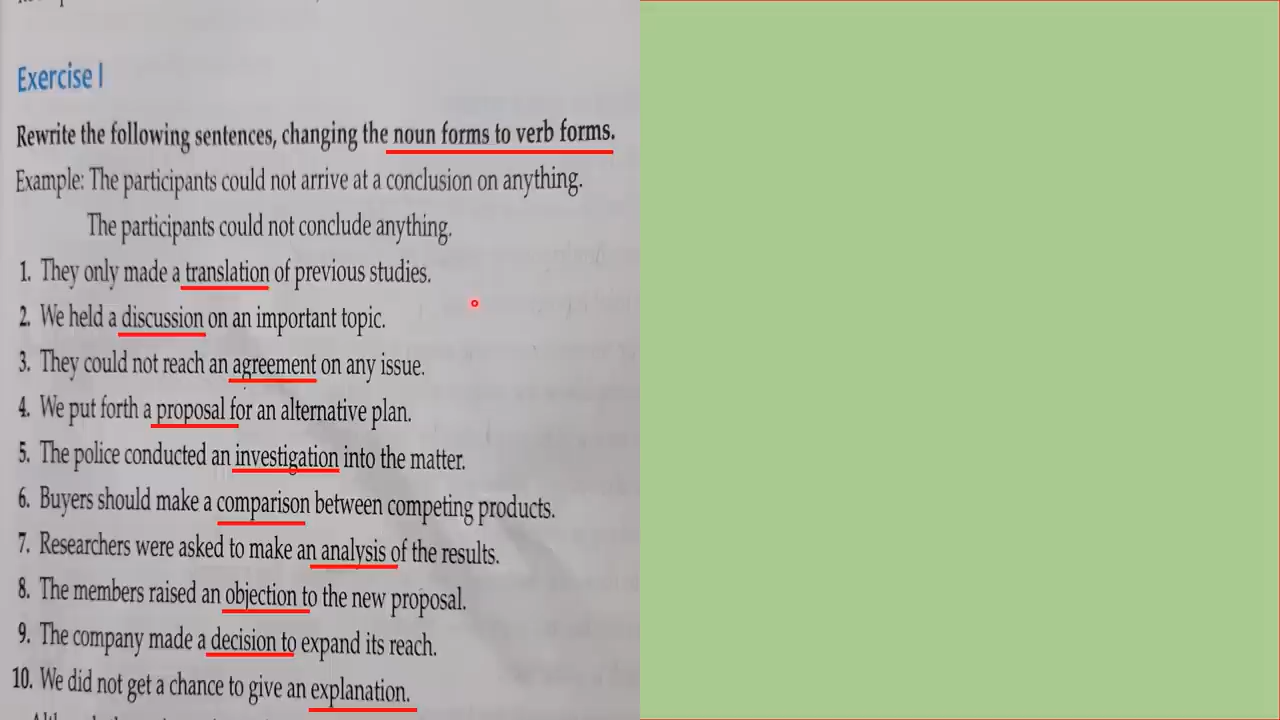 Exercise I
Rewrite the following sentences, changing the noun forms to verb forms.
Example: The participants could not arrive at a conclusion on anything.
The participants could not conclude anything.
1. They only made a translation of previous studies.
2. We held a discussion on an important topic.
3. They could not reach an agreement on any issue.
4. We put forth a proposal for an alternative plan.
5. The police conducted an investigation into the matter.
6. Buyers should make a comparison between competing products.
7. Researchers were asked to make an analysis of the results.
8. The members raised an objection to the new proposal.
9. The company made a decision to expand its reach.
10. We did not get a chance to give an explanation.